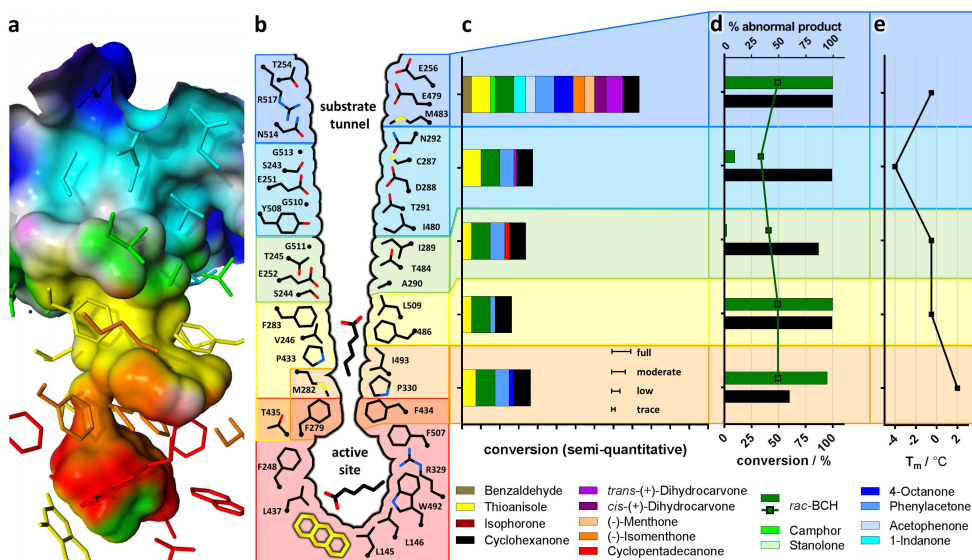 a
b
c
d
e
% abnormal product
0 25 50 75 100
T254
R517
N514
substrate
tunnel
E256
E479
M483
G513
S243
E251
G510
Y508
N292
C287
D288
T291
I480
G511
T245
E252
S244
I289
T484
A290
F283
V246
P433
M282
L509
I486
I493
P330
T435
F279
F434
F248
L437
active
site
F507
R329
W492
L146
L145
full
moderate
low
trace
conversion (semi-quantitative)
0 25 50 75 100
conversion / %
-4 -2 0 2
Tm / °C
Benzaldehyde
Thioanisole
Isophorone
Cyclohexanone
trans-(+)-Dihydrocarvone
cis-(+)-Dihydrocarvone
(-)-Menthone
(-)-Isomenthone
Cyclopentadecanone
rac-BCH
Camphor
Stanolone
4-Octanone
Phenylacetone
Acetophenone
1-Indanone